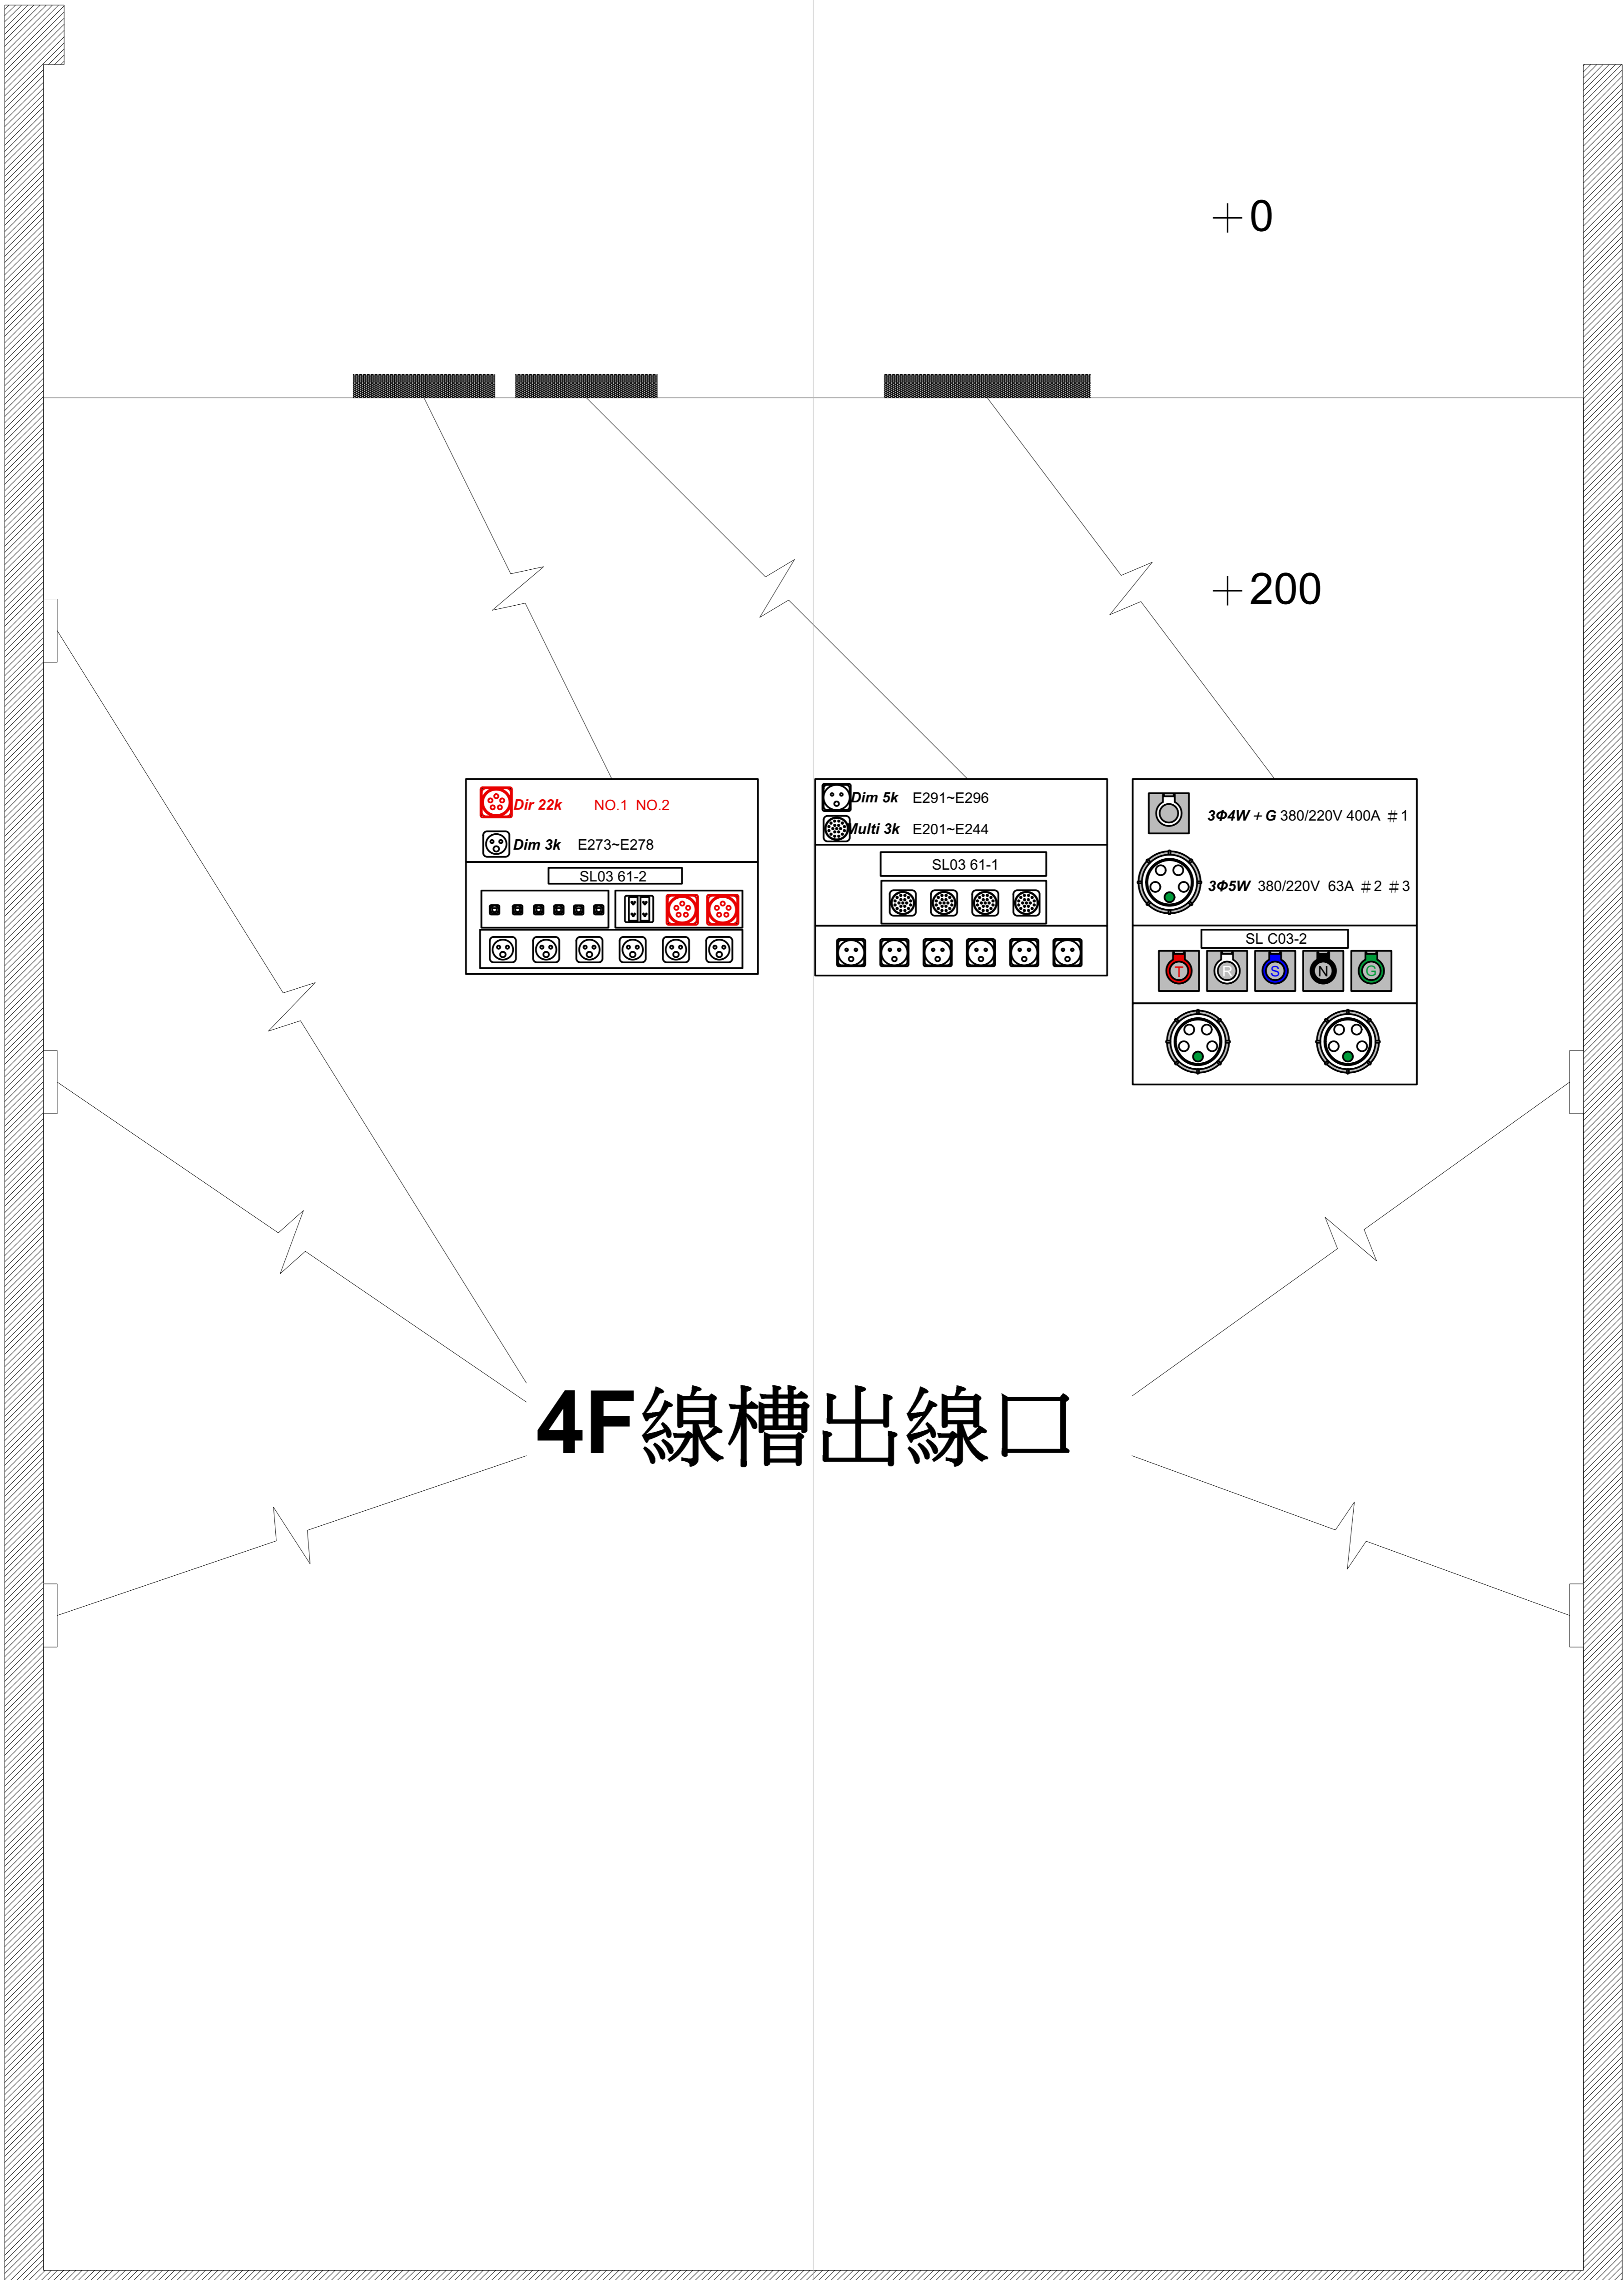 +0
+200
Dir 22k NO.1 NO.2
Dim 3k E273~E278
SL03 61-2
Dim 5k E291~E296
Multi 3k E201~E244
SL03 61-1
3Φ4W + G 380/220V 400A #1
3Φ5W 380/220V 63A #2 #3
SL C03-2
T R S N G
4F線槽出線口